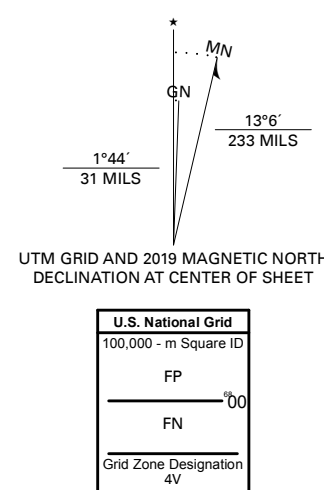 ★
MN
GN
13°6´
233 MILS
1°44´
31 MILS
UTM GRID AND 2019 MAGNETIC NORTH
DECLINATION AT CENTER OF SHEET
U.S. National Grid
100,000 - m Square ID
FP
6800
FN
Grid Zone Designation
4V